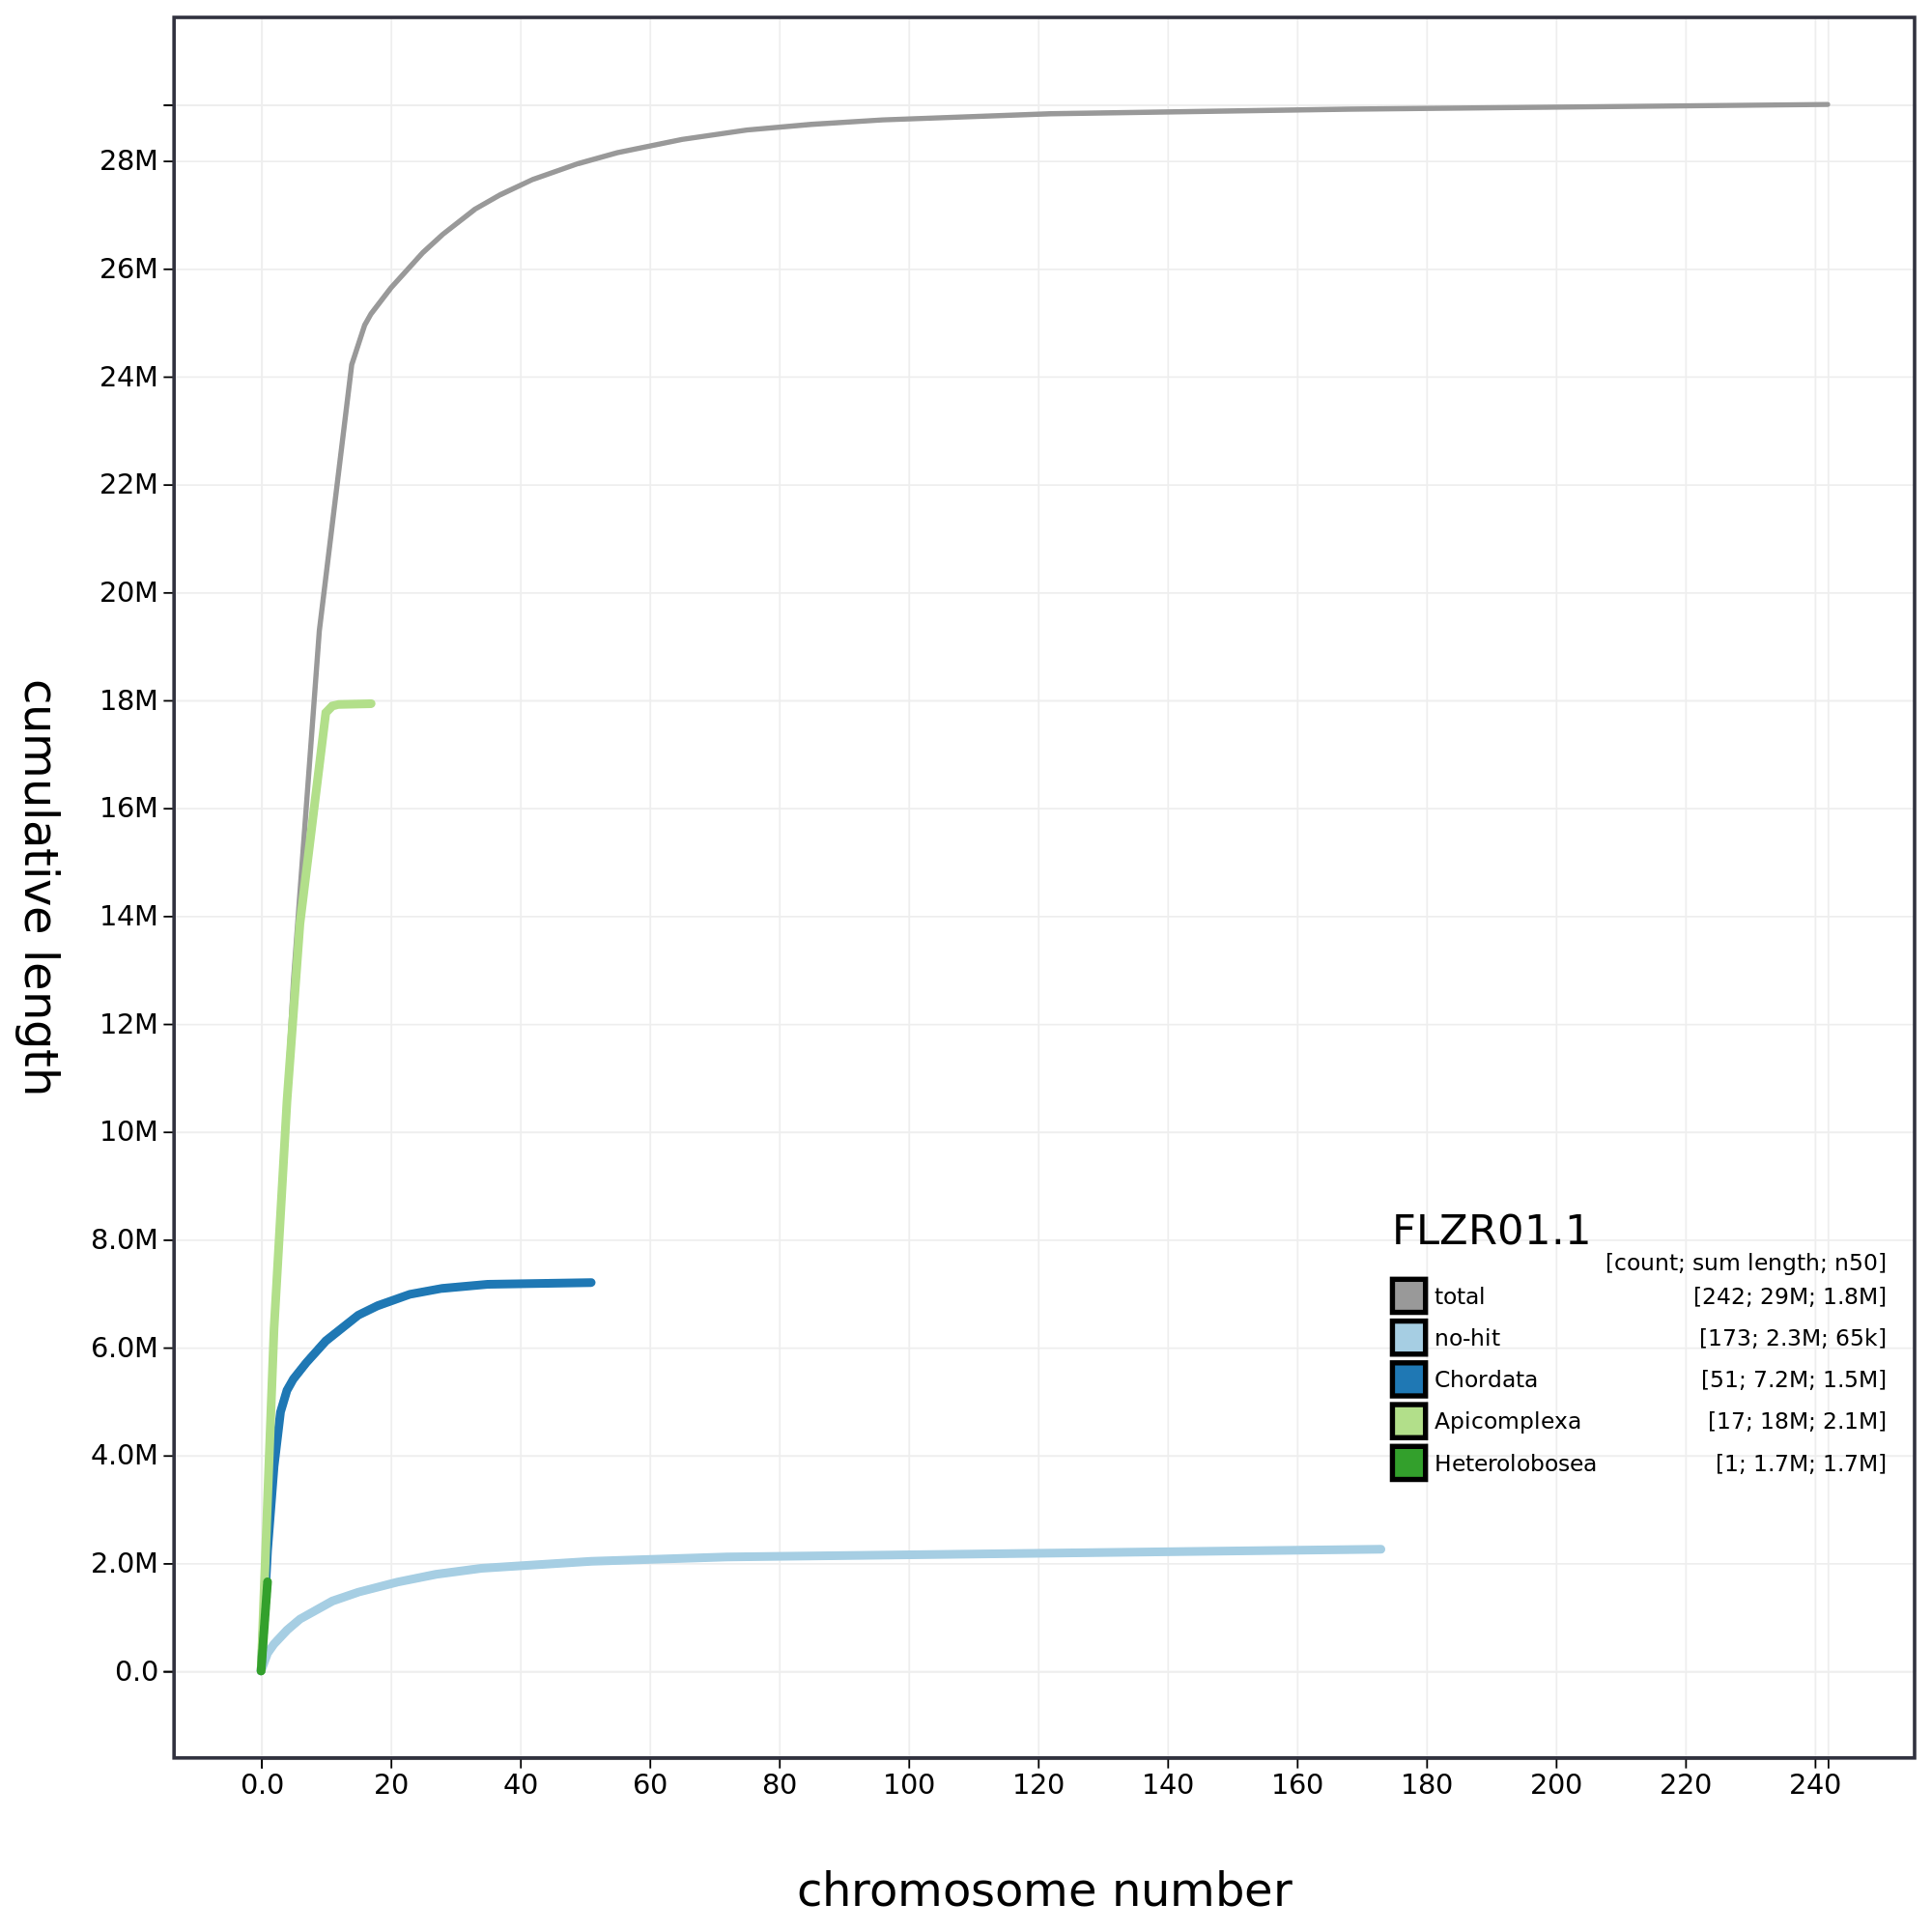 cumulative length
28M
26M
24M
22M
20M
18M
16M
14M
12M
10M
8.0M
6.0M
4.0M
2.0M
0.0
FLZR01.1
[count; sum length; n50]
total [242; 29M; 1.8M]
no-hit [173; 2.3M; 65k]
Chordata [51; 7.2M; 1.5M]
Apicomplexa [17; 18M; 2.1M]
Heterolobosea [1; 1.7M; 1.7M]
0.0 20 40 60 80 100 120 140 160 180 200 220 240
chromosome number